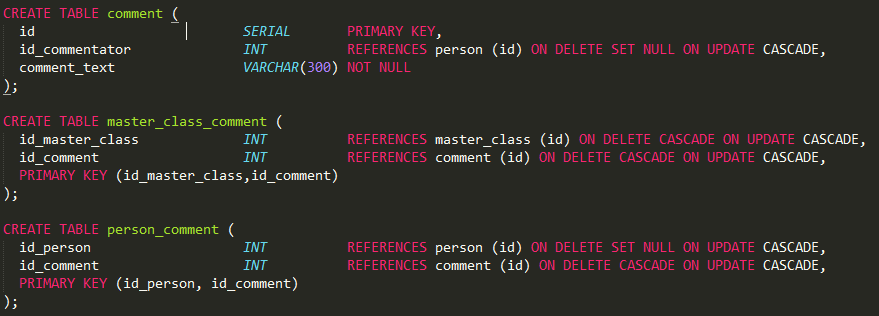 CREATE TABLE comment (
id SERIAL PRIMARY KEY,
id_commentator INT REFERENCES person (id) ON DELETE SET NULL ON UPDATE CASCADE,
comment_text VARCHAR(300) NOT NULL
);
CREATE TABLE master_class_comment (
id_master_class INT REFERENCES master_class (id) ON DELETE CASCADE ON UPDATE CASCADE,
id_comment INT REFERENCES comment (id) ON DELETE CASCADE ON UPDATE CASCADE,
PRIMARY KEY (id_master_class,id_comment)
);
CREATE TABLE person_comment (
id_person INT REFERENCES person (id) ON DELETE SET NULL ON UPDATE CASCADE,
id_comment INT REFERENCES comment (id) ON DELETE CASCADE ON UPDATE CASCADE,
PRIMARY KEY (id_person, id_comment)
);